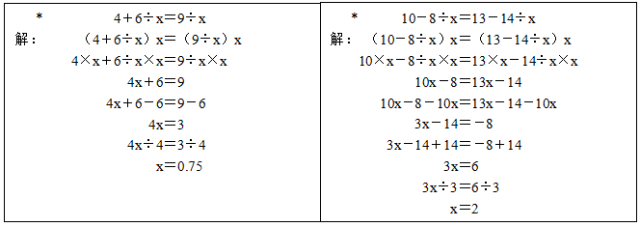 * 4+6÷x=9÷x
解： （4+6÷x）x=（9÷x）x
4×x+6÷x×x=9÷x×x
4x+6=9
4x+6-6=9-6
4x=3
4x÷4=3÷4
x=0.75
* 10-8÷x=13-14÷x
解： （10-8÷x）x=（13-14÷x）x
10×x-8÷x×x=13×x-14÷x×x
10x-8=13x-14
10x-8-10x=13x-14-10x
3x-14=-8
3x-14+14=-8+14
3x=6
3x÷3=6÷3
x=2